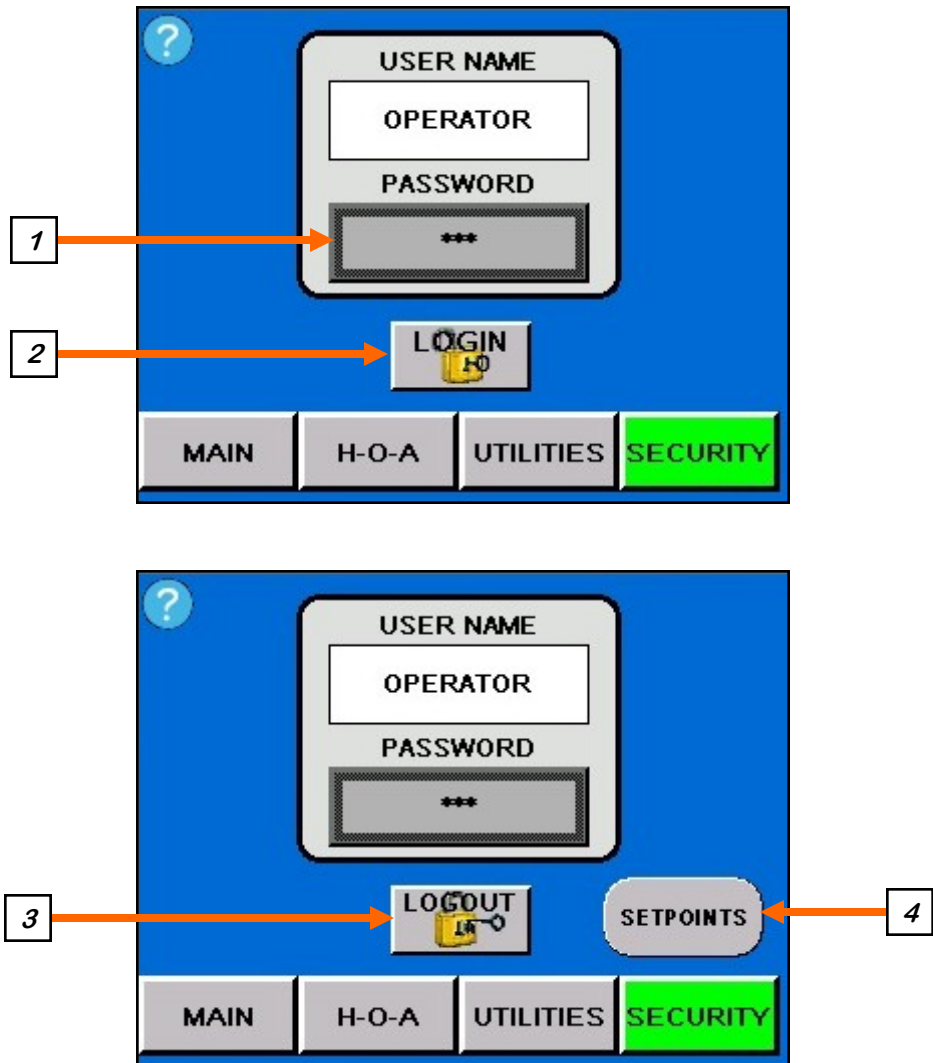 ?
USER NAME
OPERATOR
PASSWORD
1
***
2
LOGIN
MAIN H-O-A UTILITIES SECURITY
?
USER NAME
OPERATOR
PASSWORD
***
3
LOGOUT
SETPOINTS
4
MAIN H-O-A UTILITIES SECURITY